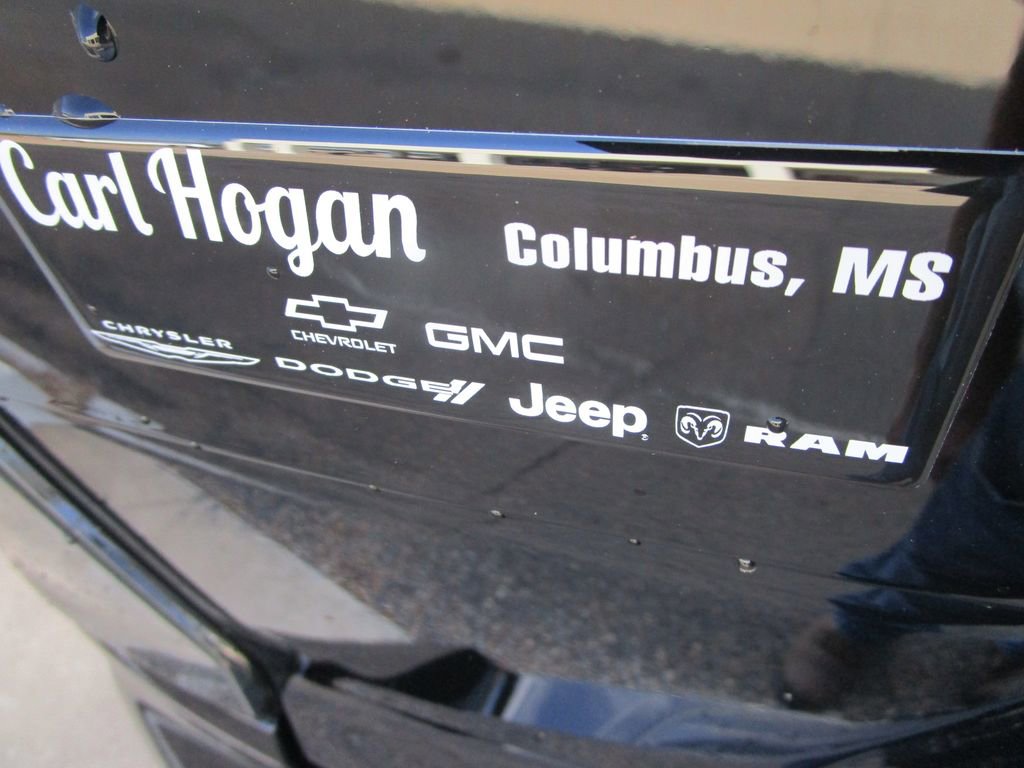 Carl Hogan Columbus, MS
CHEVROLET GMC
CHRYSLER DODGE Jeep RAM